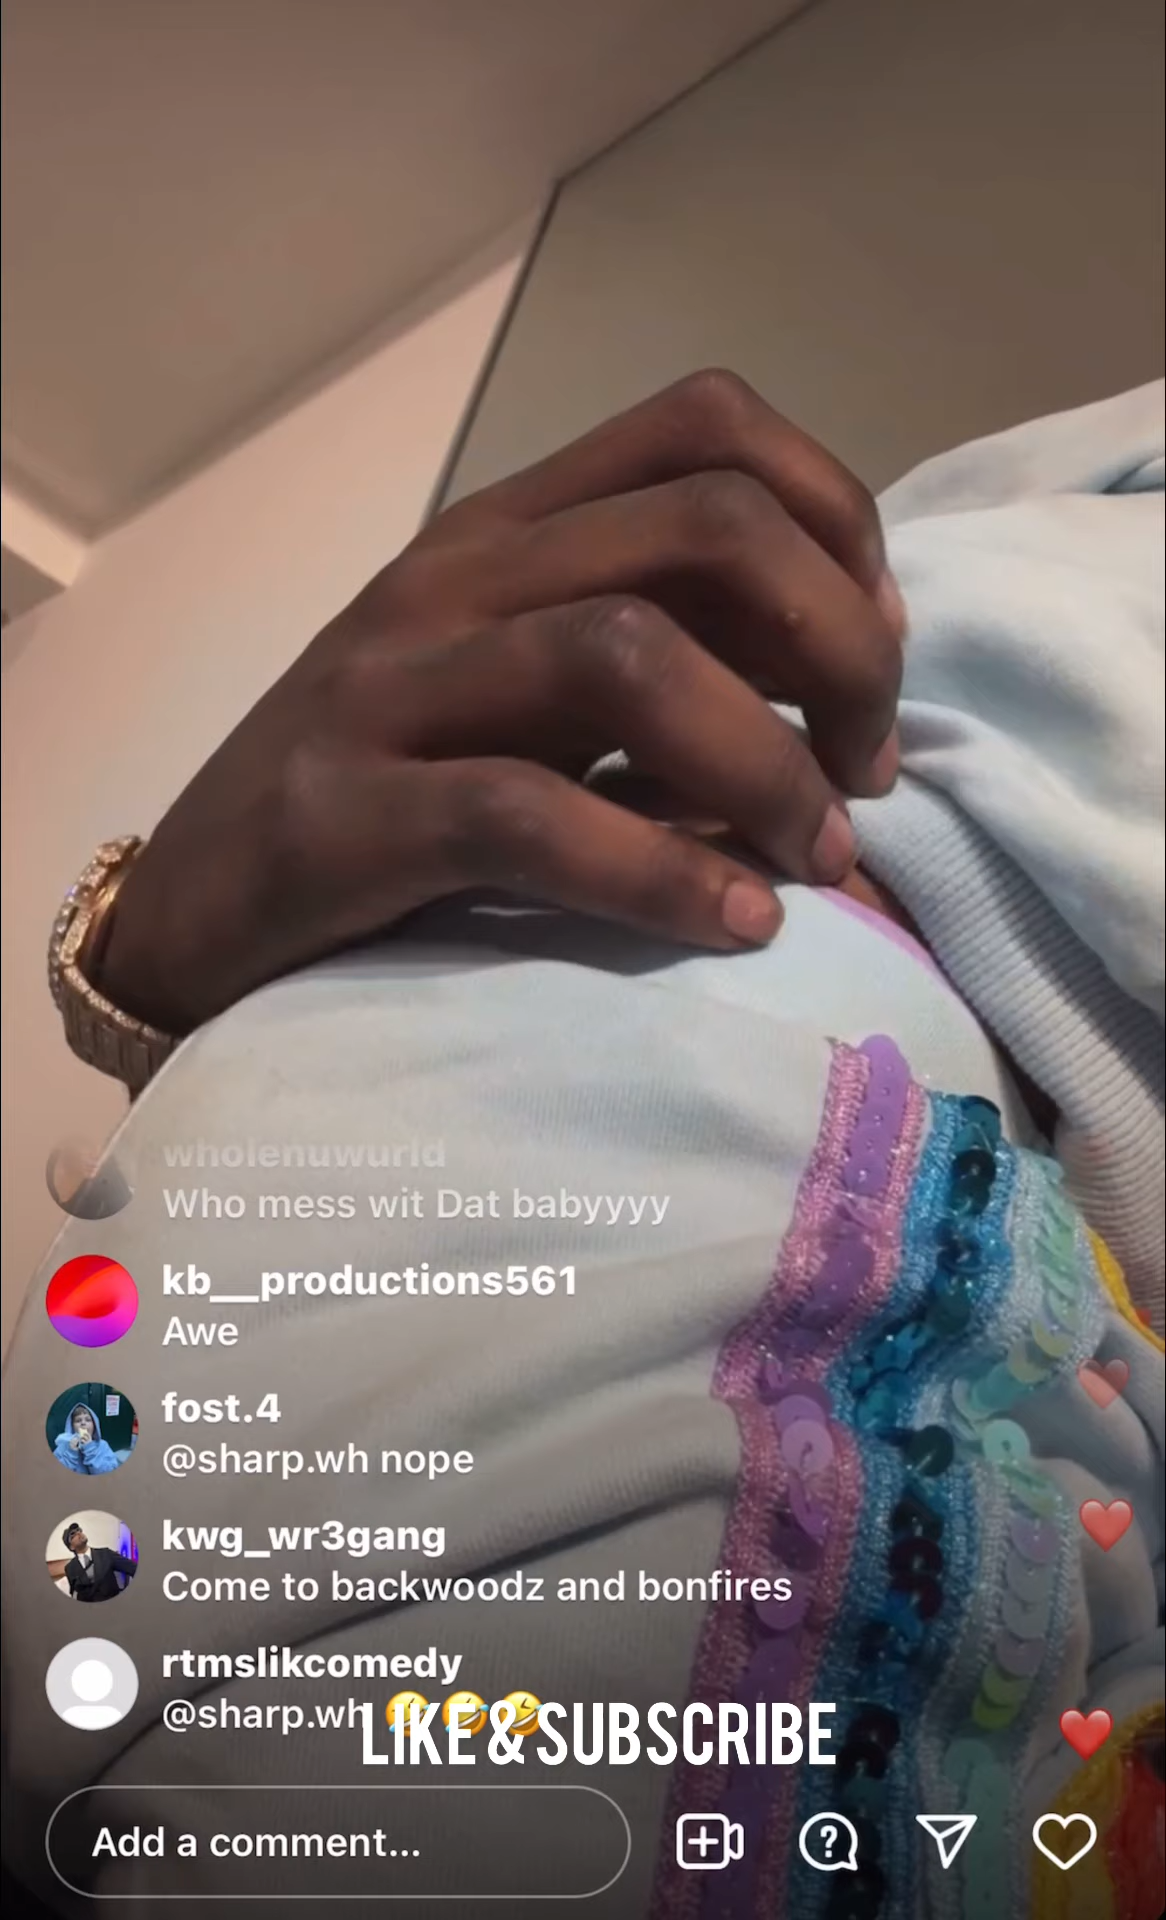 wholenuwurld
Who mess wit Dat babyyyy
kb__productions561
Awe
fost.4
@sharp.wh nope
kwg_wr3gang
Come to backwoodz and bonfires
rtmslikcomedy
@sharp.wh 🤣🤣🤣
LIKE & SUBSCRIBE
Add a comment...